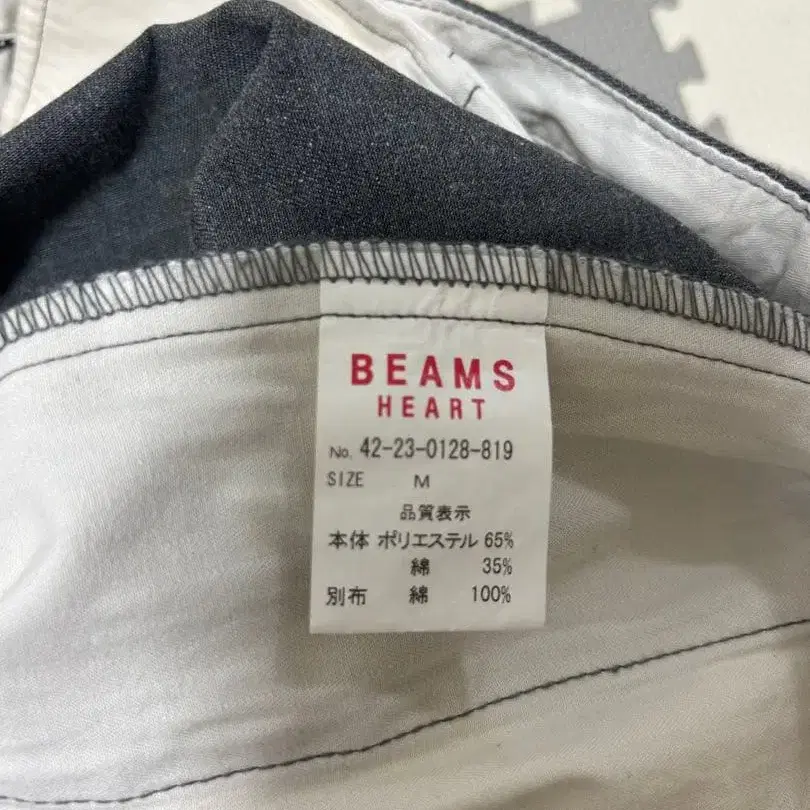 BEAMS
HEART
No. 42-23-0128-819
SIZE M
品質表示
本体 ポリエステル 65%
綿 35%
別布 綿 100%